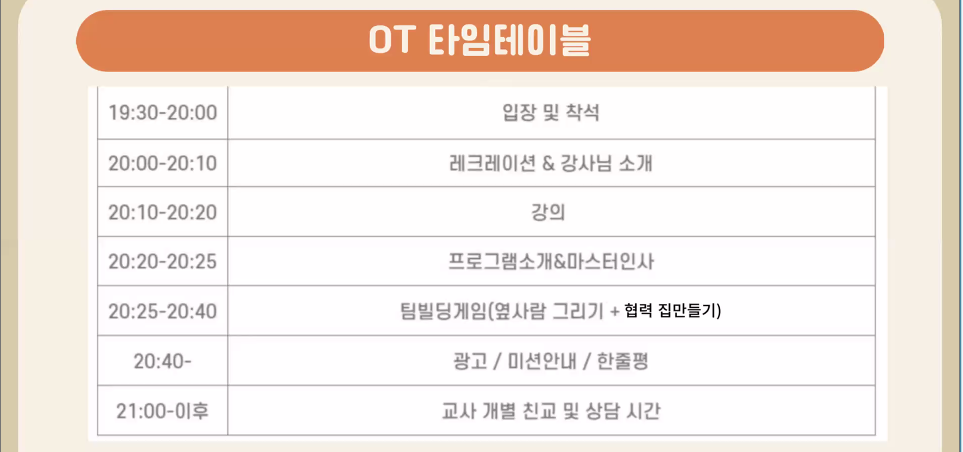 OT 타임테이블
19:30-20:00 입장 및 착석
20:00-20:10 레크레이션 & 강사님 소개
20:10-20:20 강의
20:20-20:25 프로그램소개&마스터인사
20:25-20:40 팀빌딩게임(옆사람 그리기 + 협력 집만들기)
20:40- 광고 / 미션안내 / 한줄평
21:00-이후 교사 개별 친교 및 상담 시간